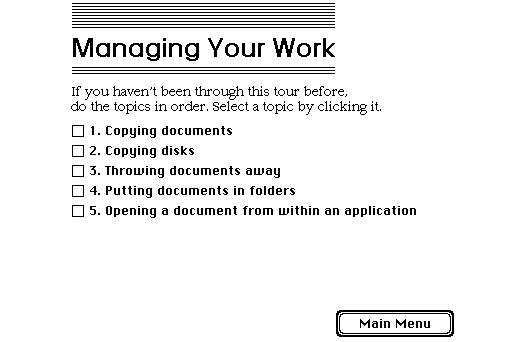 Managing Your Work
If you haven't been through this tour before,
do the topics in order. Select a topic by clicking it.
1. Copying documents
2. Copying disks
3. Throwing documents away
4. Putting documents in folders
5. Opening a document from within an application
Main Menu